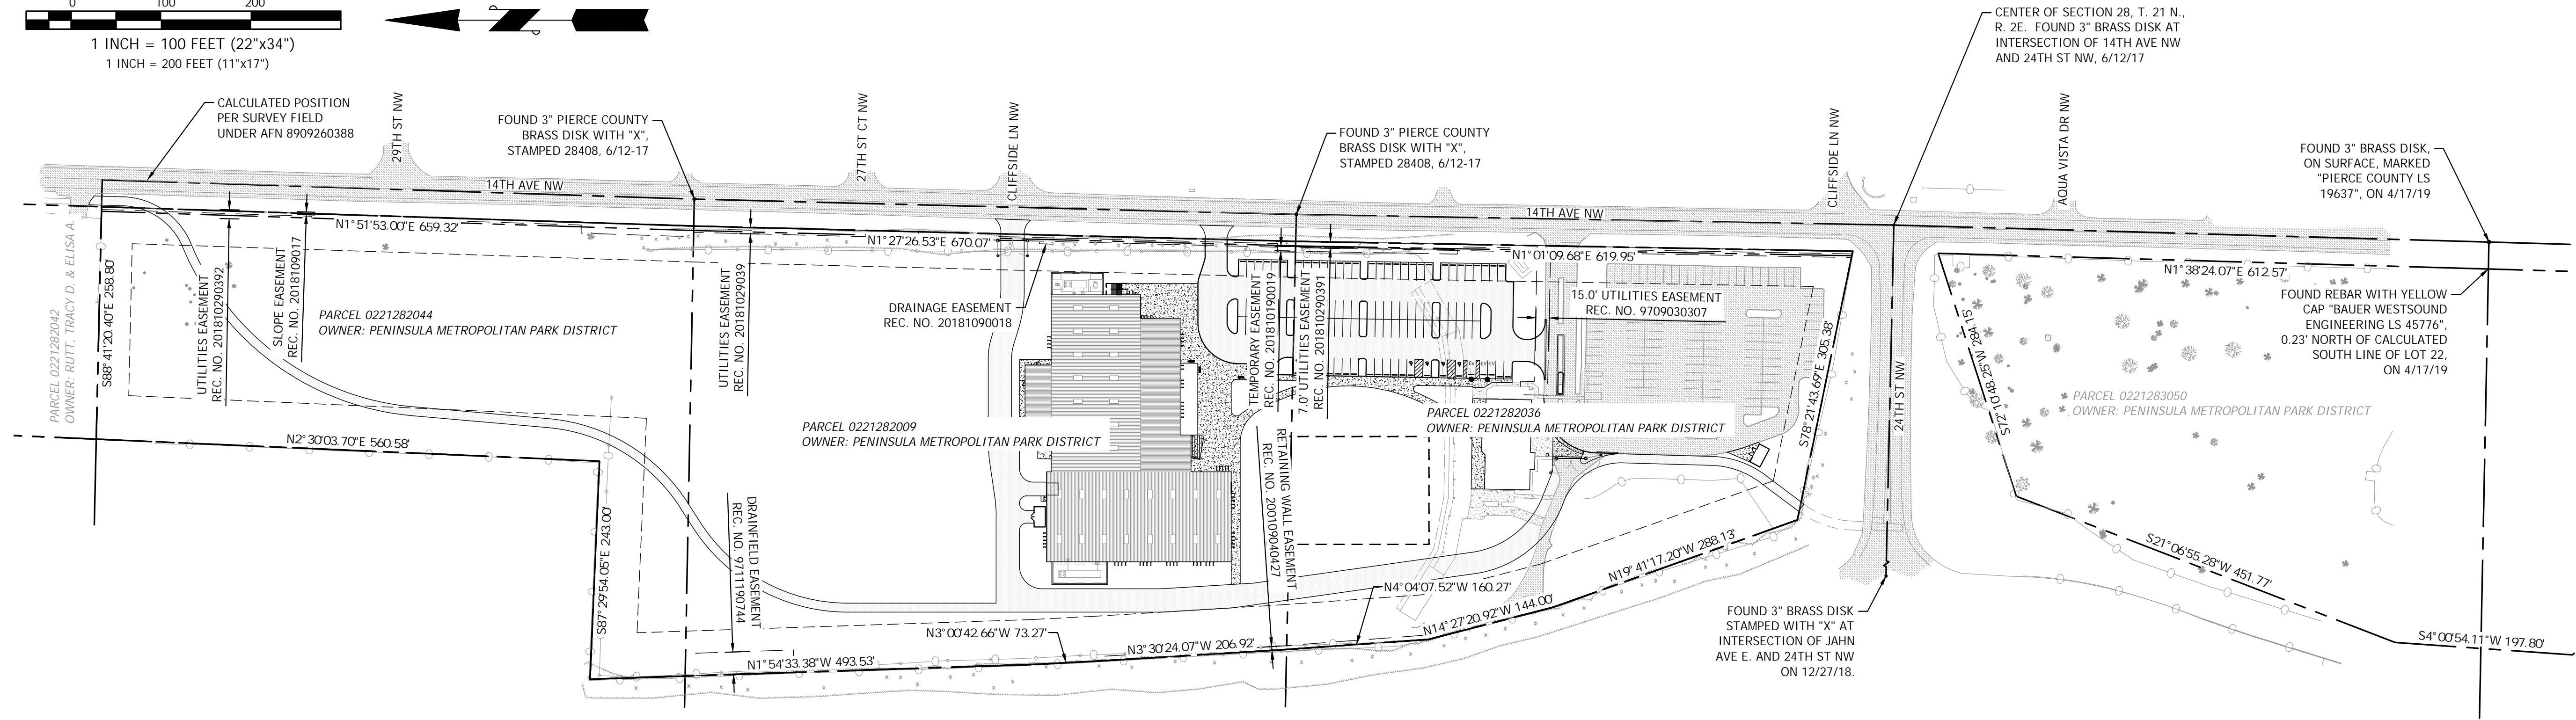 0 100 200
1 INCH = 100 FEET (22"x34")
1 INCH = 200 FEET (11"x17")
CALCULATED POSITION
PER SURVEY FIELD
UNDER AFN 8909260388
29TH ST NW
FOUND 3" PIERCE COUNTY
BRASS DISK WITH "X",
STAMPED 28408, 6/12-17
27TH ST CT NW
CLIFFSIDE LN NW
FOUND 3" PIERCE COUNTY
BRASS DISK WITH "X",
STAMPED 28408, 6/12-17
CLIFFSIDE LN NW
CENTER OF SECTION 28, T. 21 N.,
R. 2E. FOUND 3" BRASS DISK AT
INTERSECTION OF 14TH AVE NW
AND 24TH ST NW, 6/12/17
AQUA VISTA DR NW
FOUND 3" BRASS DISK,
ON SURFACE, MARKED
"PIERCE COUNTY LS
19637", ON 4/17/19
14TH AVE NW
14TH AVE NW
N1°51'53.00"E 659.32'
N1°27'26.53"E 670.07'
N1°01'09.68"E 619.95'
N1°38'24.07"E 612.57'
PARCEL 0221282042
OWNER: RUTT, TRACY D. & ELISA A.
S88°41'20.40"E 258.80'
UTILITIES EASEMENT
REC. NO. 201810290392
SLOPE EASEMENT
REC. NO. 2018109017
PARCEL 0221282044
OWNER: PENINSULA METROPOLITAN PARK DISTRICT
UTILITIES EASEMENT
REC. NO. 20181029039
DRAINAGE EASEMENT
REC. NO. 20181090018
TEMPORARY EASEMENT
REC. NO. 201810190019
7.0' UTILITIES EASEMENT
REC. NO. 201810290391
15.0' UTILITIES EASEMENT
REC. NO. 9709030307
S78°21'43.69"E 305.38'
24TH ST NW
S72°10'48.25"W 284.15'
FOUND REBAR WITH YELLOW
CAP "BAUER WESTSOUND
ENGINEERING LS 45776",
0.23' NORTH OF CALCULATED
SOUTH LINE OF LOT 22,
ON 4/17/19
PARCEL 0221283050
OWNER: PENINSULA METROPOLITAN PARK DISTRICT
PARCEL 0221282009
OWNER: PENINSULA METROPOLITAN PARK DISTRICT
PARCEL 0221282036
OWNER: PENINSULA METROPOLITAN PARK DISTRICT
N2°30'03.70"E 560.58'
S87°29'54.05"E 243.00'
DRAINFIELD EASEMENT
REC. NO. 9711190744
RETAINING WALL EASEMENT
REC. NO. 200109040427
N1°54'33.38"W 493.53'
N3°00'42.66"W 73.27'
N3°30'24.07"W 206.92'
N4°04'07.52"W 160.27'
N14°27'20.92"W 144.00'
N19°41'17.20"W 288.13'
FOUND 3" BRASS DISK
STAMPED WITH "X" AT
INTERSECTION OF JAHN
AVE E. AND 24TH ST NW
ON 12/27/18.
S21°06'55.28"W 451.77'
S4°00'54.11"W 197.80'